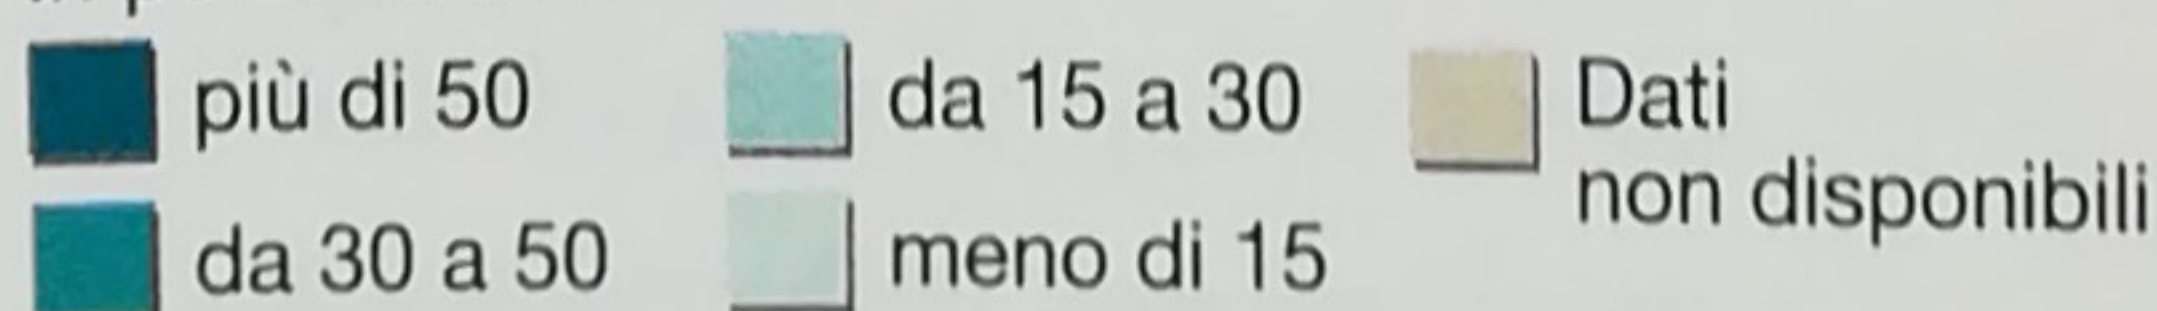 più di 50
da 30 a 50
da 15 a 30
meno di 15
Dati
non disponibili